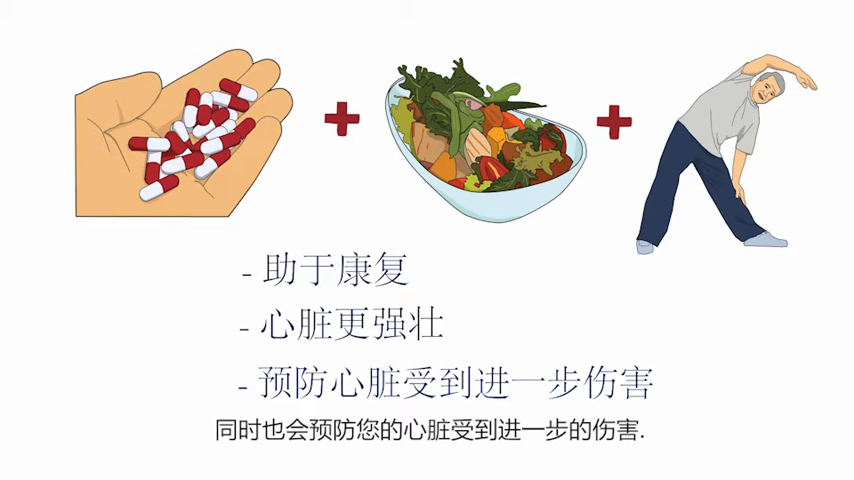 - 助于康复
- 心脏更强壮
- 预防心脏受到进一步伤害
同时也会预防您的心脏受到进一步的伤害.